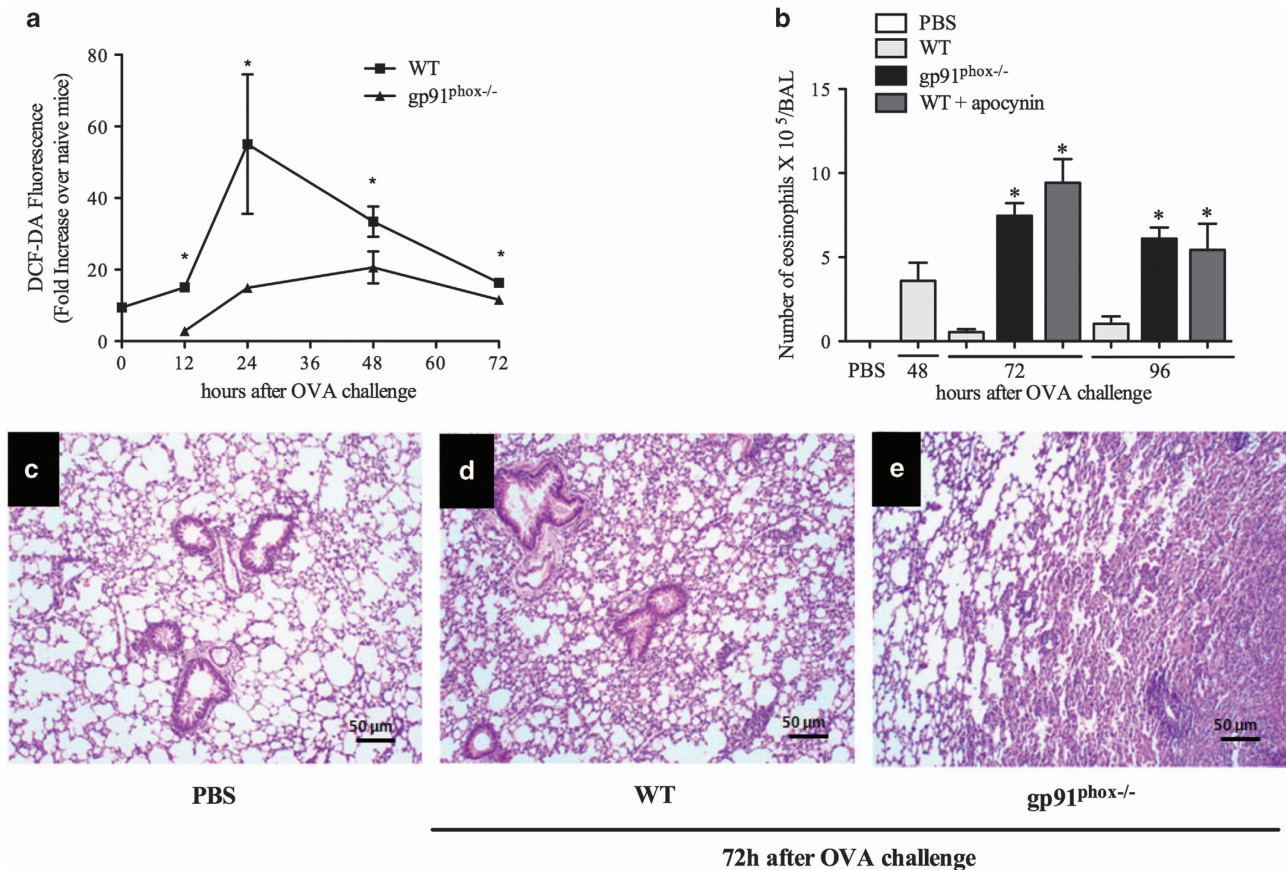 a
80
60
40
20
0
DCF-DA Fluorescence
(Fold Increase over naive mice)
*
*
*
*
WT
gp91phox-/-
0 12 24 36 48 60 72
hours after OVA challenge
b
PBS
WT
gp91phox-/-
WT + apocynin
15
10
5
0
Number of eosinophils X 10 5/BAL
*
*
*
*
PBS 48 72 96
hours after OVA challenge
c
50 µm
d
50 µm
e
50 µm
PBS
WT
gp91phox-/-
72h after OVA challenge